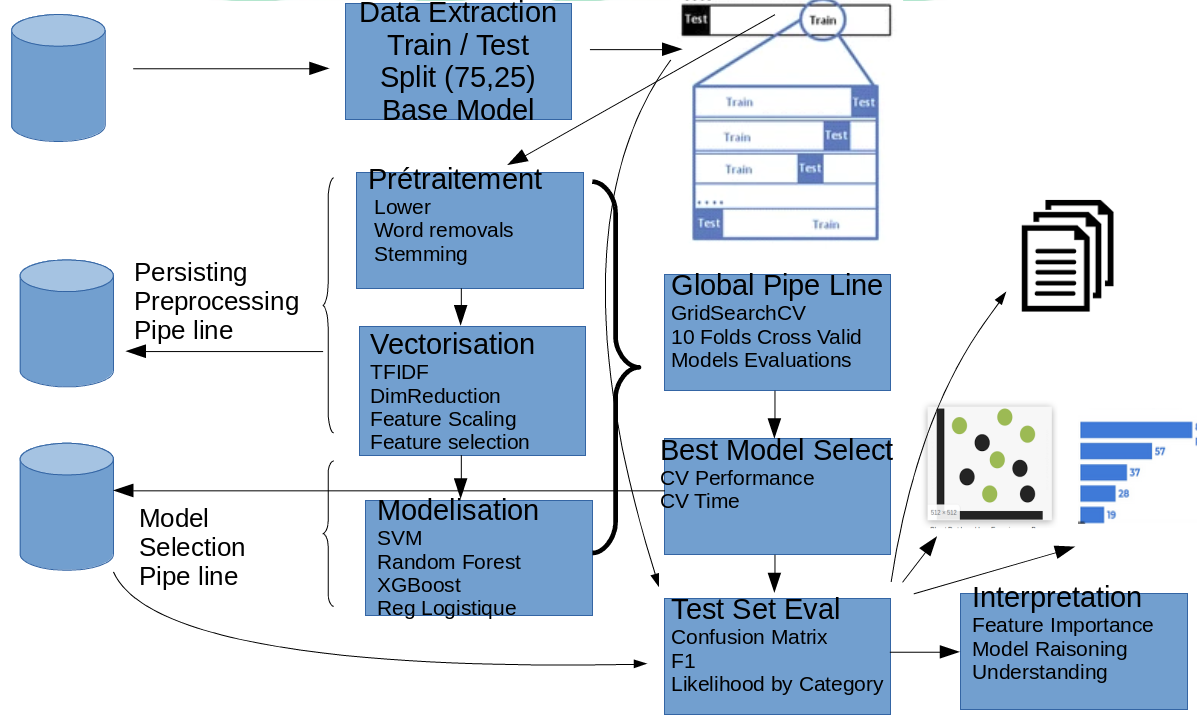 Data Extraction
Train / Test
Split (75,25)
Base Model
Test
Train
Train
Test
Train
Test
Train
Test
Test
Train
Prétraitement
Lower
Word removals
Stemming
Persisting
Preprocessing
Pipe line
Vectorisation
TFIDF
DimReduction
Feature Scaling
Feature selection
Global Pipe Line
GridSearchCV
10 Folds Cross Valid
Models Evaluations
Best Model Select
CV Performance
CV Time
Modelisation
SVM
Random Forest
XGBoost
Reg Logistique
Model
Selection
Pipe line
Test Set Eval
Confusion Matrix
F1
Likelihood by Category
512 × 512
57
37
28
19
Interpretation
Feature Importance
Model Raisoning
Understanding